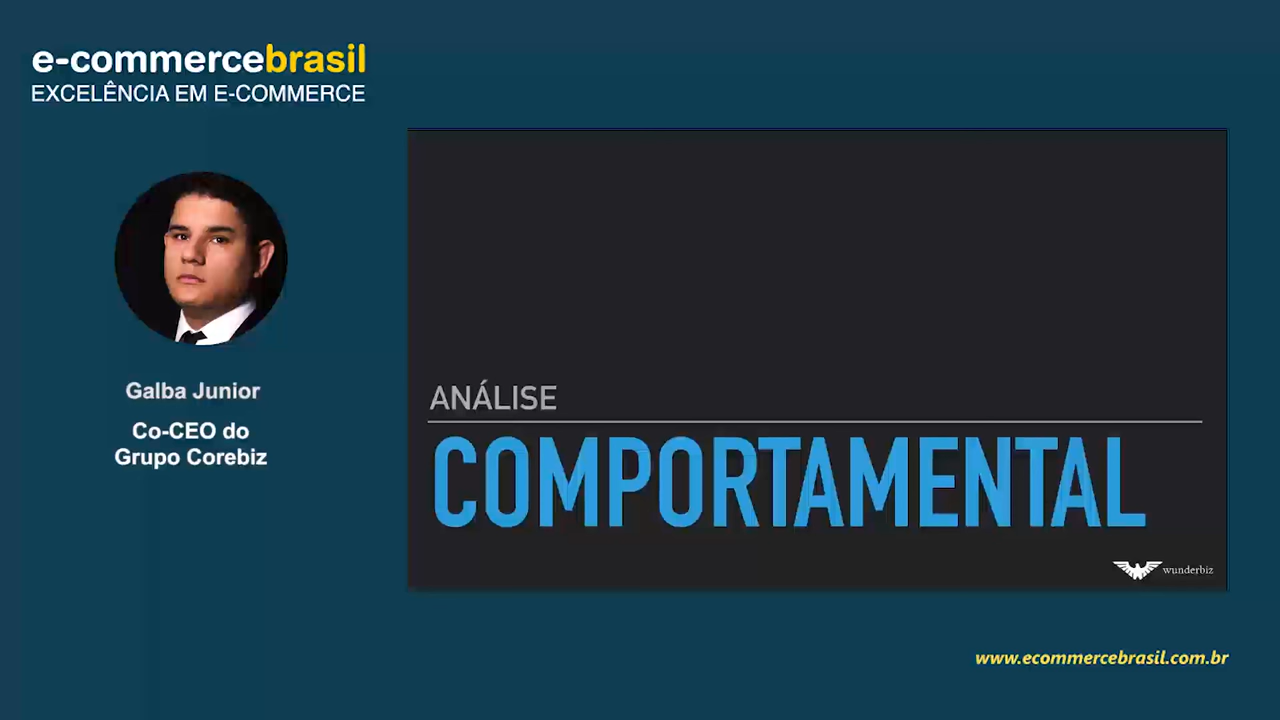 e-commercebrasil
EXCELÊNCIA EM E-COMMERCE
Galba Junior
Co-CEO do
Grupo Corebiz
ANÁLISE
COMPORTAMENTAL
wunderbiz
www.ecommercebrasil.com.br